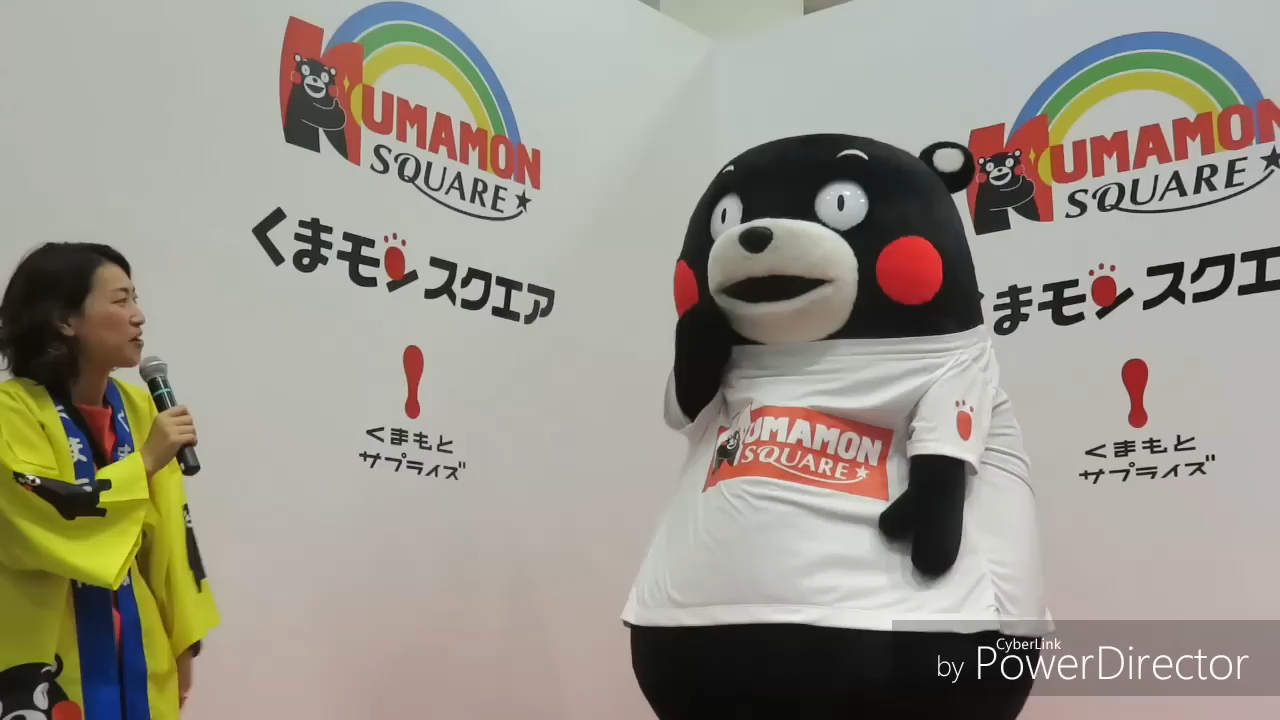 KUMAMON
SQUARE
くまモン スクエア
くまもと
サプライズ
KUMAMON
SQUARE
くまモン スクエ
くまもと
サプライズ
KUMAMON
SQUARE
CyberLink
by PowerDirector